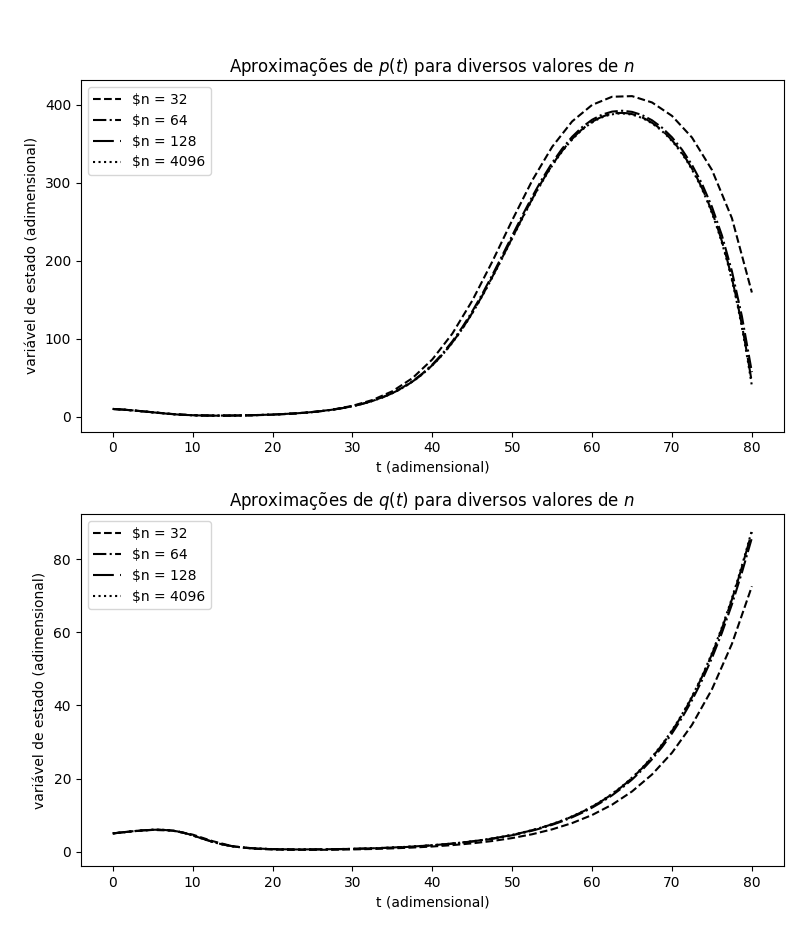 Aproximações de p(t) para diversos valores de n
variável de estado (adimensional)
400
300
200
100
0
$n = 32
$n = 64
$n = 128
$n = 4096
0 10 20 30 40 50 60 70 80
t (adimensional)
Aproximações de q(t) para diversos valores de n
variável de estado (adimensional)
80
60
40
20
0
$n = 32
$n = 64
$n = 128
$n = 4096
0 10 20 30 40 50 60 70 80
t (adimensional)